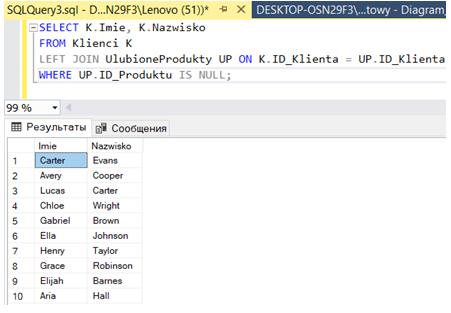 SQLQuery3.sql - D...N29F3\Lenovo (51))* DESKTOP-OSN29F3\...towy - Diagram
SELECT K.Imie, K.Nazwisko
FROM Klienci K
LEFT JOIN UlubioneProdukty UP ON K.ID_Klienta = UP.ID_Klienta
WHERE UP.ID_Produktu IS NULL;
99 %
Результаты Сообщения
Imie Nazwisko
1 Carter Evans
2 Avery Cooper
3 Lucas Carter
4 Chloe Wright
5 Gabriel Brown
6 Ella Johnson
7 Henry Taylor
8 Grace Robinson
9 Elijah Barnes
10 Aria Hall